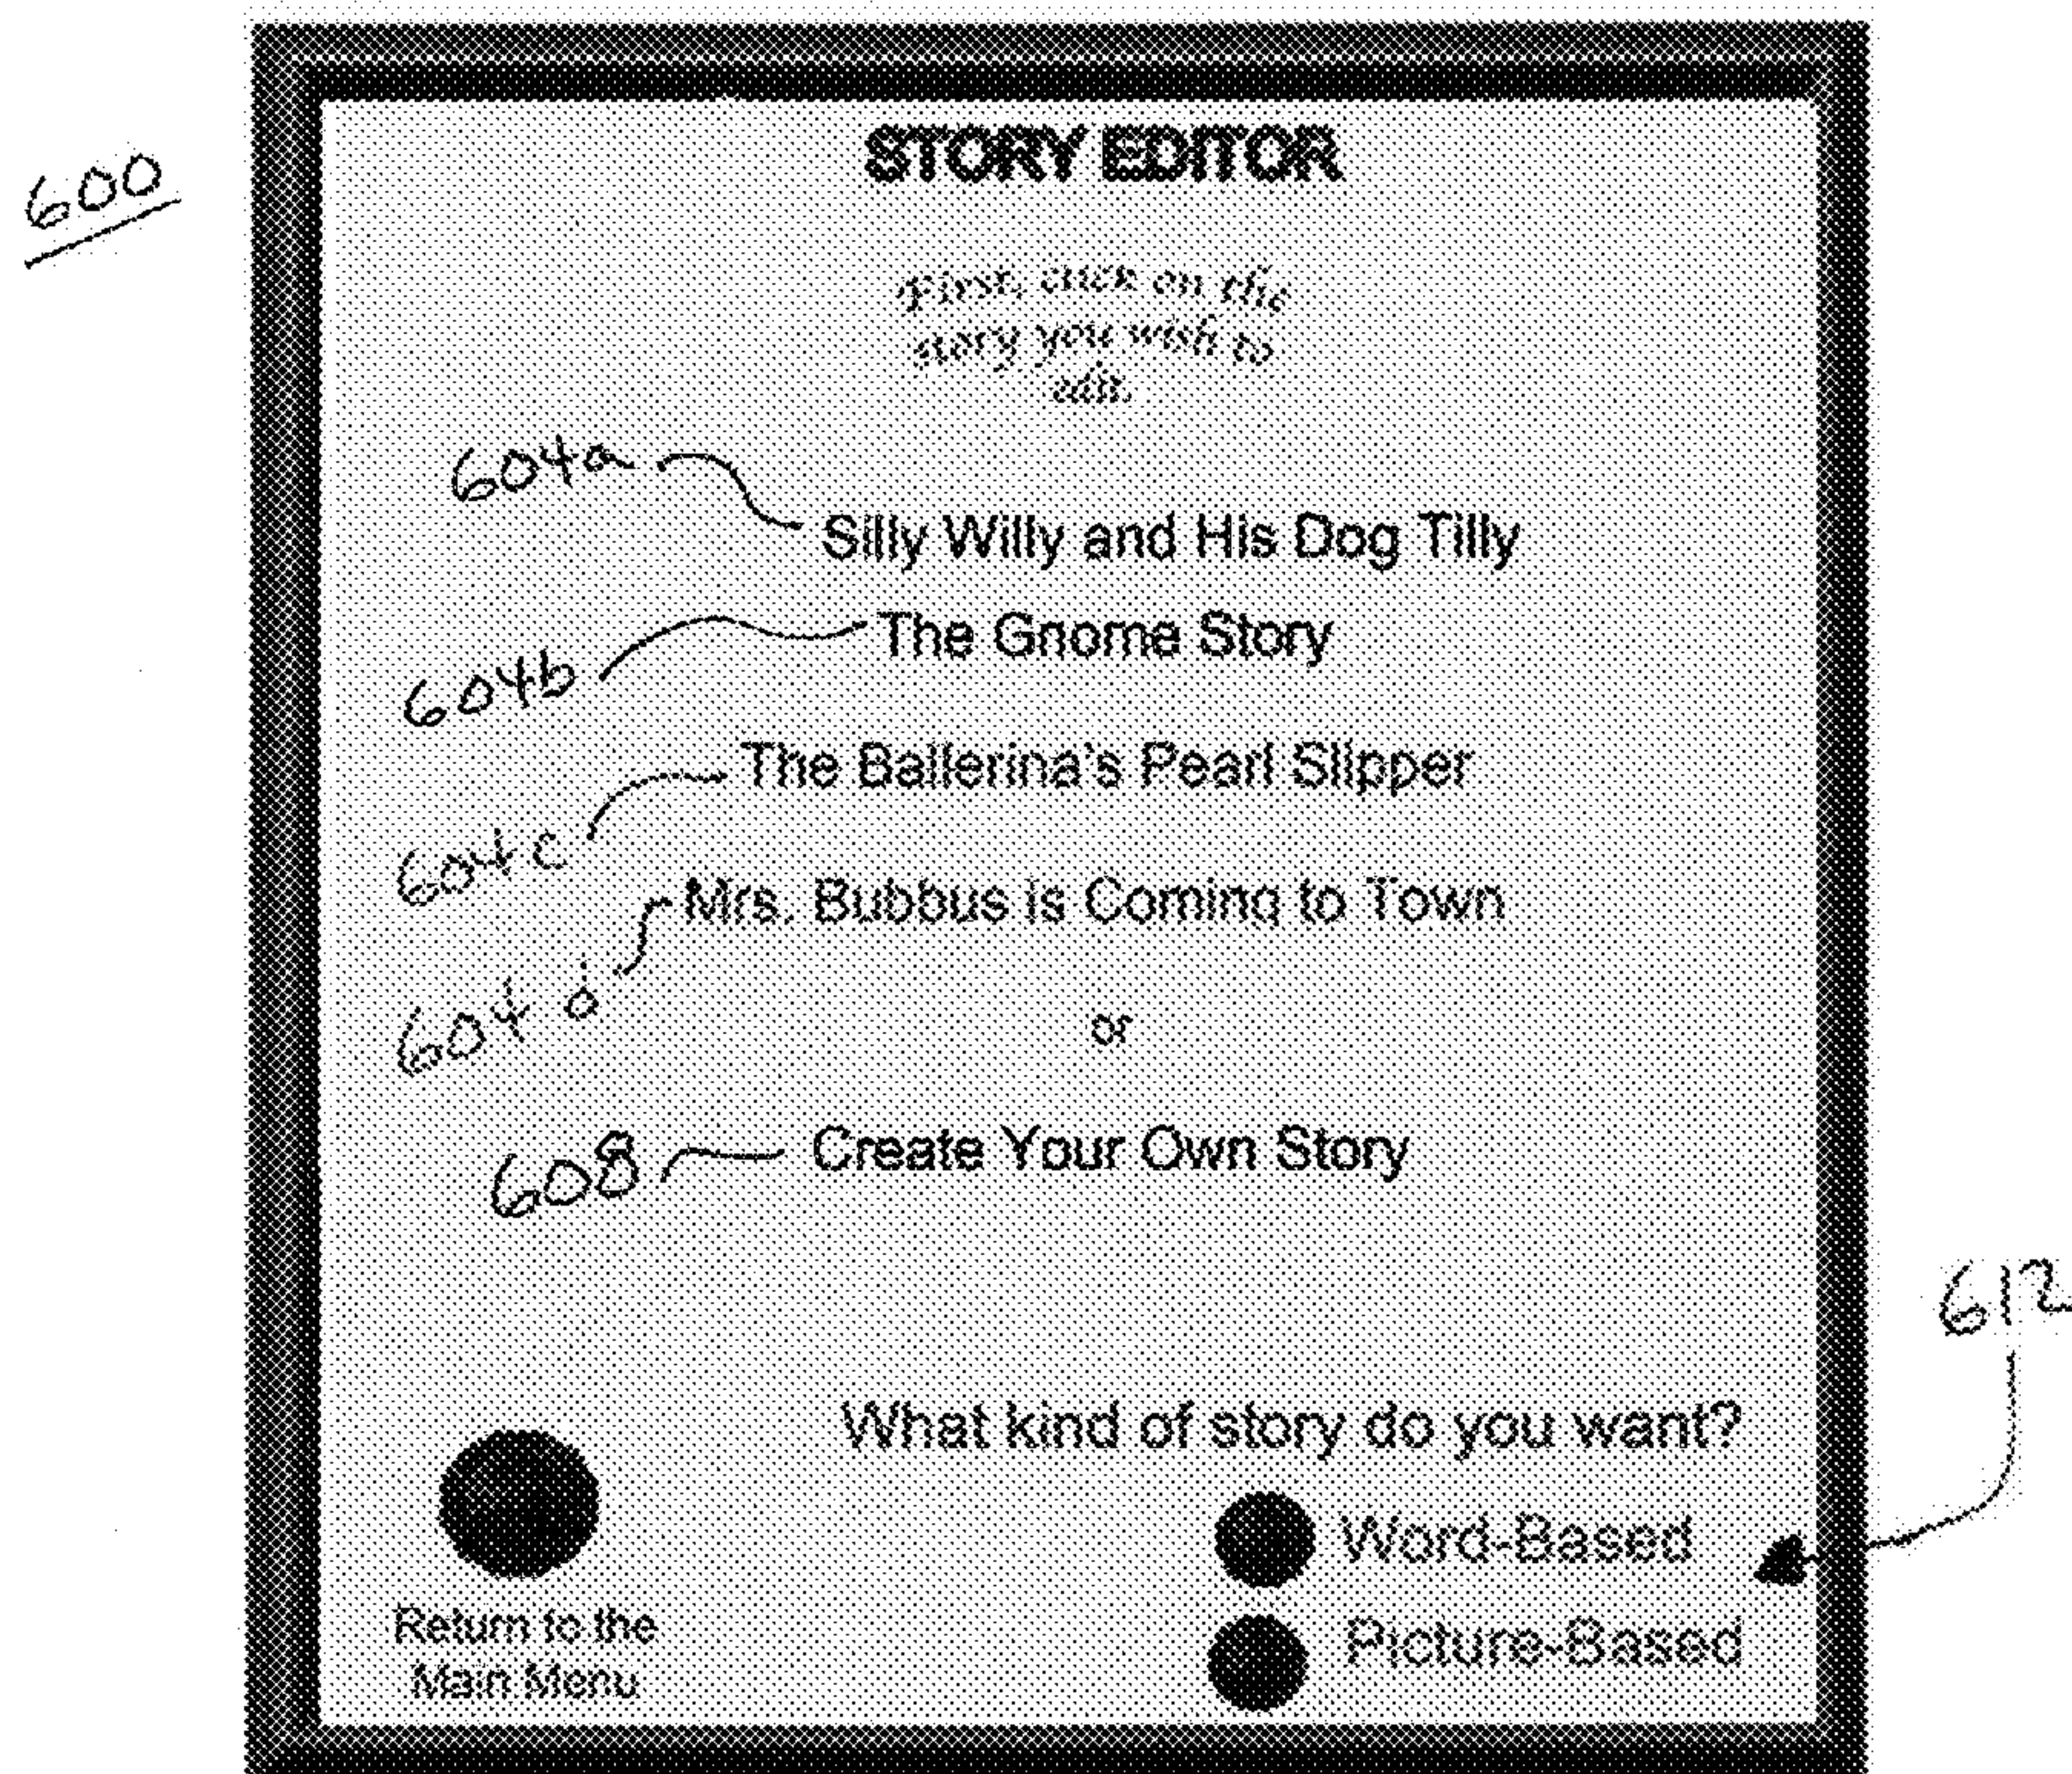 600
STORY EDITOR
First, click on the
story you wish to
edit.
604a
Silly Willy and His Dog Tilly
The Gnome Story
604b
The Ballerina's Pearl Slipper
604c
Mrs. Bubbus is Coming to Town
604d
or
608 Create Your Own Story
612
What kind of story do you want?
Word-Based
Return to the
Main Menu
Picture-Based